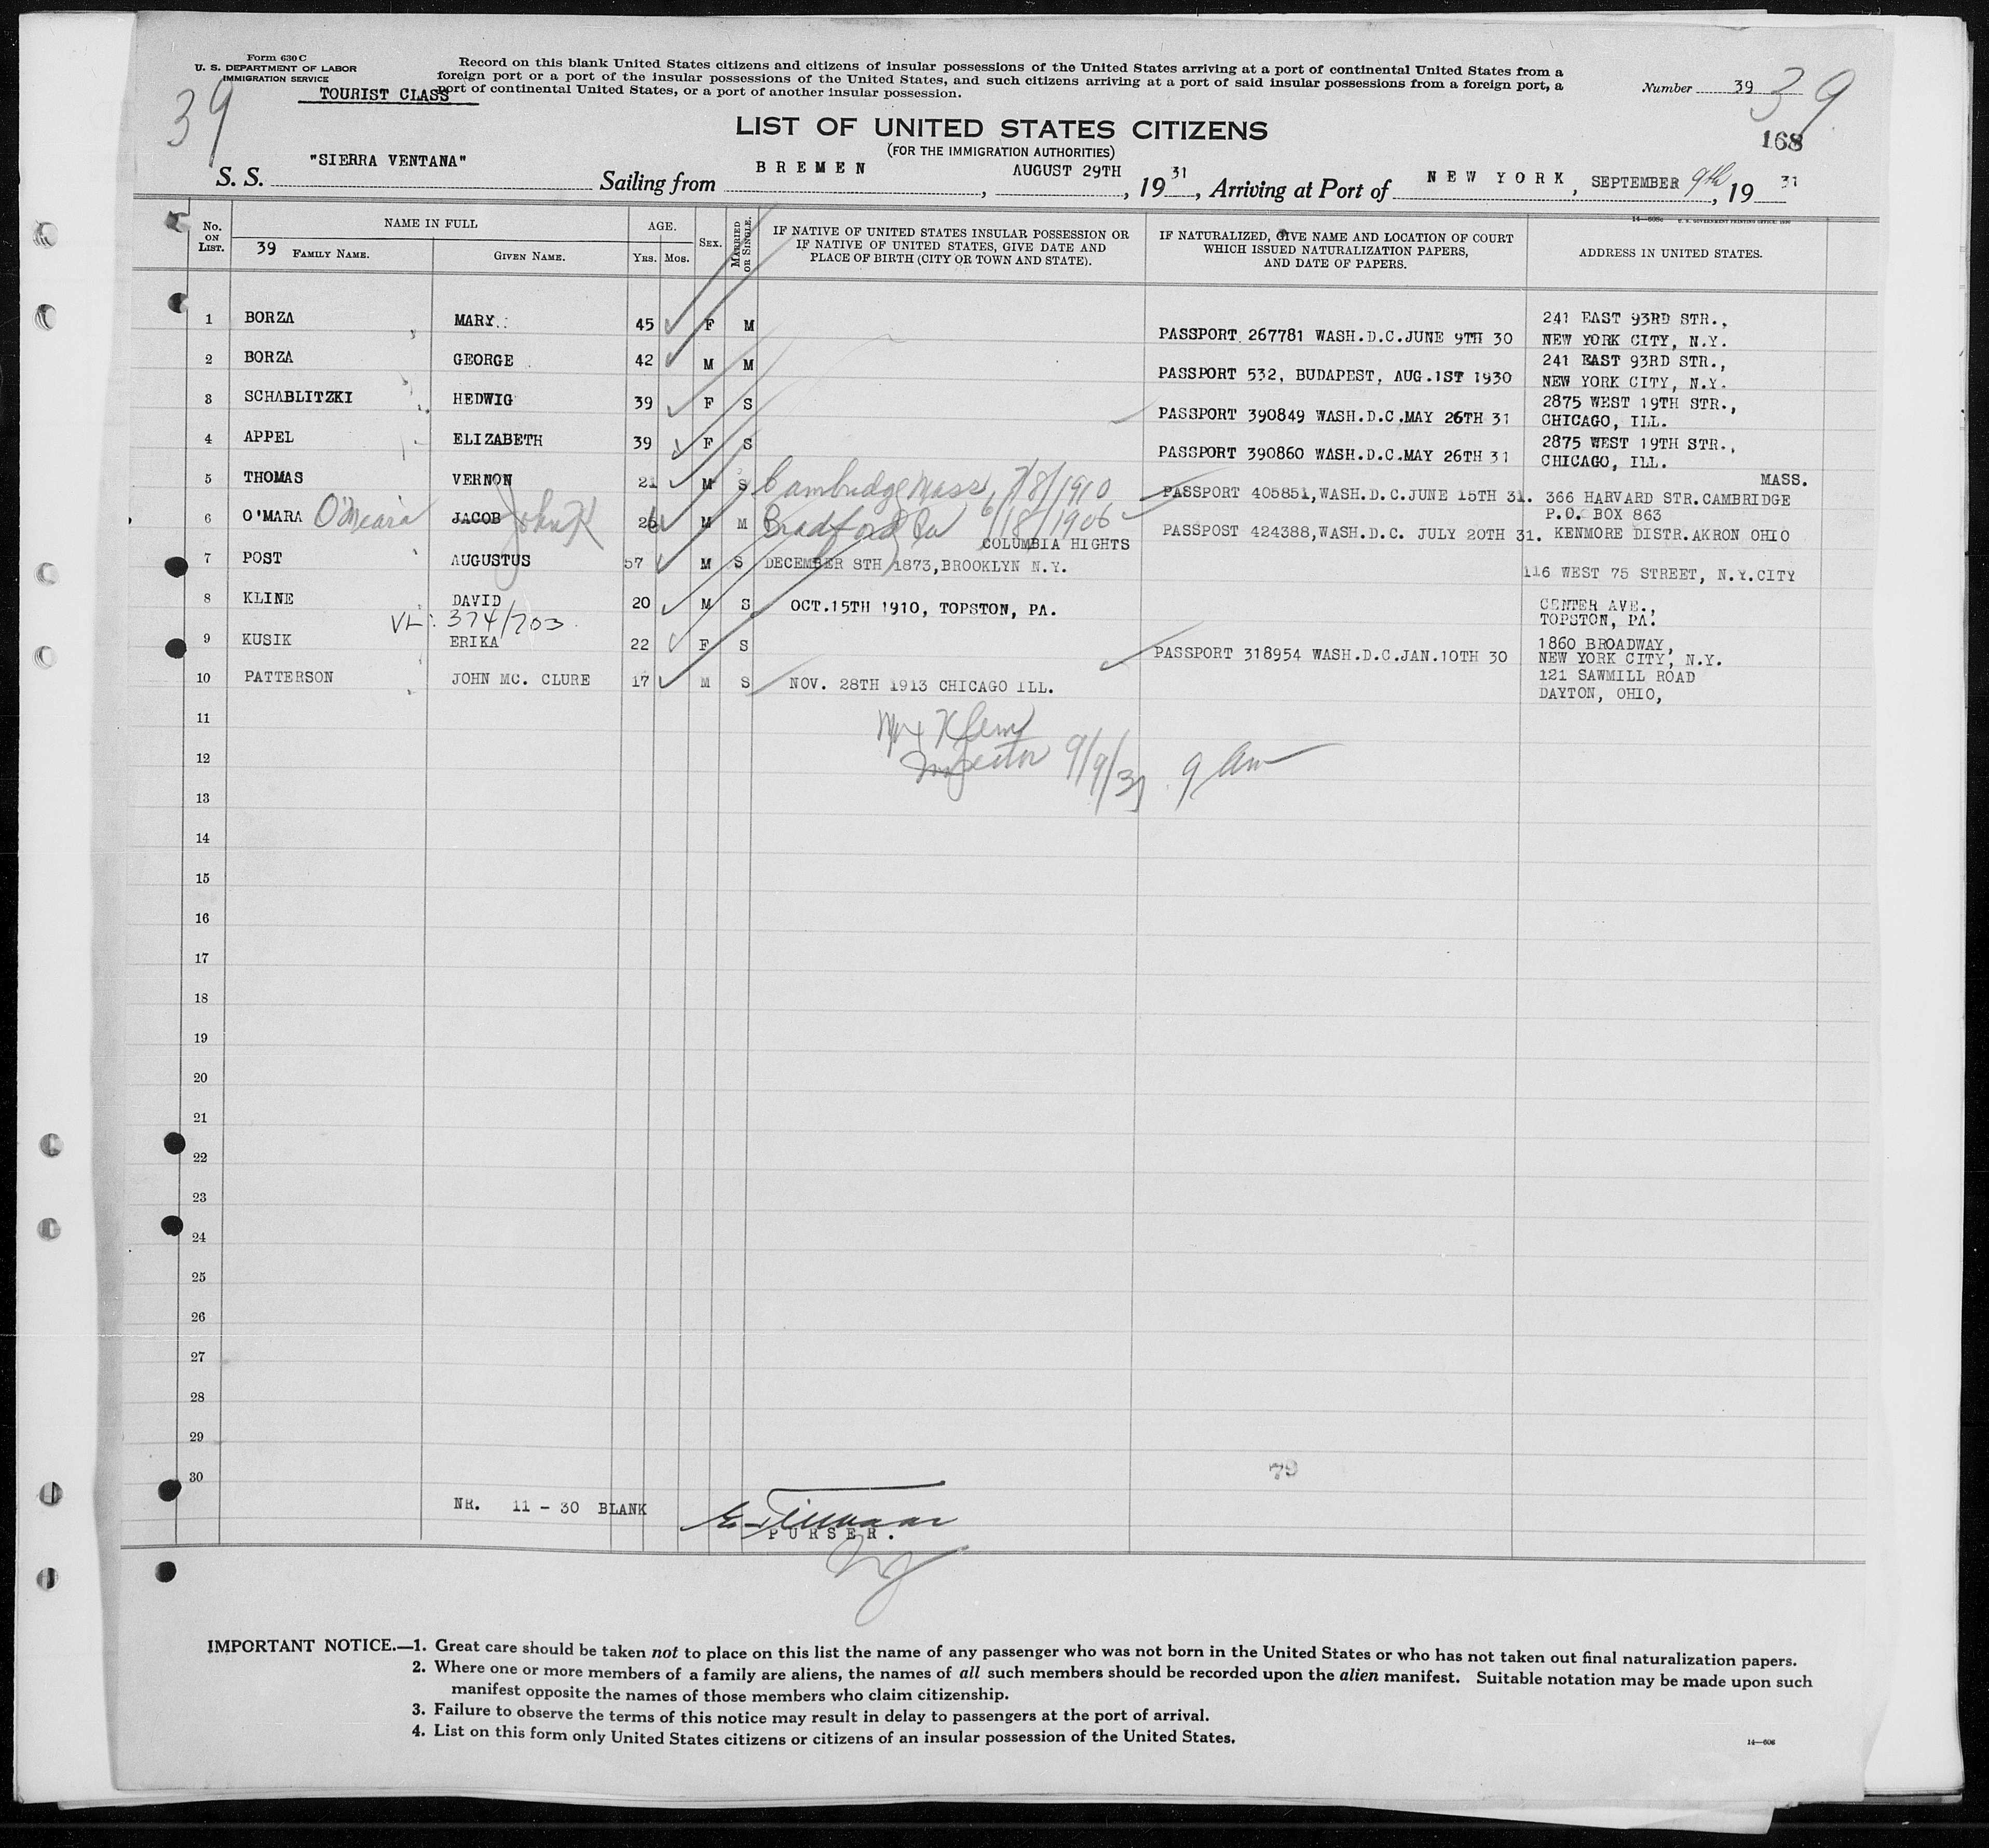 Form 630 C
U. S. DEPARTMENT OF LABOR
IMMIGRATION SERVICE
TOURIST CLASS
39
Record on this blank United States citizens and citizens of insular possessions of the United States arriving at a port of continental United States from a
foreign port or a port of the insular possessions of the United States, and such citizens arriving at a port of said insular possessions from a foreign port, a
port of continental United States, or a port of another insular possession.
Number 39
39
168
LIST OF UNITED STATES CITIZENS
(FOR THE IMMIGRATION AUTHORITIES)
S. S. "SIERRA VENTANA" Sailing from BREMEN, AUGUST 29TH, 1931, Arriving at Port of NEW YORK, SEPTEMBER 9th, 1931
14—606c U. S. GOVERNMENT PRINTING OFFICE: 1930
No. ON LIST. NAME IN FULL AGE. SEX. MARRIED OR SINGLE. IF NATIVE OF UNITED STATES INSULAR POSSESSION OR IF NATIVE OF UNITED STATES, GIVE DATE AND PLACE OF BIRTH (CITY OR TOWN AND STATE). IF NATURALIZED, GIVE NAME AND LOCATION OF COURT WHICH ISSUED NATURALIZATION PAPERS, AND DATE OF PAPERS. ADDRESS IN UNITED STATES.
39 FAMILY NAME. GIVEN NAME. YRS. MOS.
1 BORZA MARY. 45 F M PASSPORT 267781 WASH.D.C.JUNE 9TH 30 241 EAST 93RD STR., NEW YORK CITY, N.Y.
2 BORZA GEORGE 42 M M PASSPORT 532, BUDAPEST, AUG.1ST 1930 241 EAST 93RD STR., NEW YORK CITY, N.Y.
3 SCHABLITZKI HEDWIG 39 F S PASSPORT 390849 WASH.D.C.MAY 26TH 31 2875 WEST 19TH STR., CHICAGO, ILL.
4 APPEL ELIZABETH 39 F S PASSPORT 390860 WASH.D.C.MAY 26TH 31 2875 WEST 19TH STR., CHICAGO, ILL.
5 THOMAS VERNON 21 M S Cambridge Mass, 7/8/1910 PASSPORT 405851,WASH.D.C.JUNE 15TH 31. 366 HARVARD STR.CAMBRIDGE MASS.
6 O'MARA O'Meara JACOB John K 26 M M Bradford Pa 6/18/1906 PASSPOST 424388,WASH.D.C. JULY 20TH 31. P.O. BOX 863 KENMORE DISTR.AKRON OHIO
7 POST AUGUSTUS 57 M S COLUMBIA HIGHTS DECEMBER 8TH 1873,BROOKLYN N.Y. 116 WEST 75 STREET, N.Y.CITY
8 KLINE DAVID 20 M S OCT.15TH 1910, TOPSTON, PA. CENTER AVE., TOPSTON, PA.
VL: 374/703
9 KUSIK ERIKA 22 F S PASSPORT 318954 WASH.D.C.JAN.10TH 30 1860 BROADWAY, NEW YORK CITY, N.Y.
10 PATTERSON JOHN MC. CLURE 17 M S NOV. 28TH 1913 CHICAGO ILL. 121 SAWMILL ROAD DAYTON, OHIO,
11
12 Inspector 9/9/31 9 am
13
14
15
16
17
18
19
20
21
22
23
24
25
26
27
28
29
30
79
NR. 11 - 30 BLANK
PURSER.
IMPORTANT NOTICE.—1. Great care should be taken not to place on this list the name of any passenger who was not born in the United States or who has not taken out final naturalization papers.
2. Where one or more members of a family are aliens, the names of all such members should be recorded upon the alien manifest. Suitable notation may be made upon such
manifest opposite the names of those members who claim citizenship.
3. Failure to observe the terms of this notice may result in delay to passengers at the port of arrival.
4. List on this form only United States citizens or citizens of an insular possession of the United States.
14—606